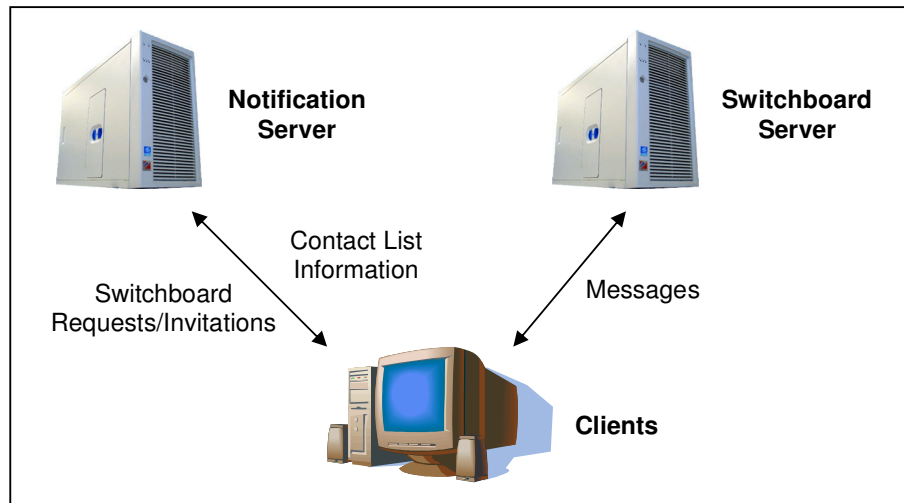 Notification
Server
Switchboard
Server
Contact List
Information
Switchboard
Requests/Invitations
Messages
Clients